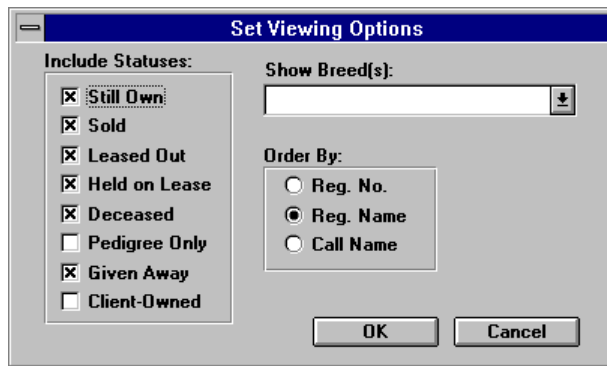 Set Viewing Options
Include Statuses:
Still Own
Sold
Leased Out
Held on Lease
Deceased
Pedigree Only
Given Away
Client-Owned
Show Breed(s):
Order By:
Reg. No.
Reg. Name
Call Name
OK
Cancel